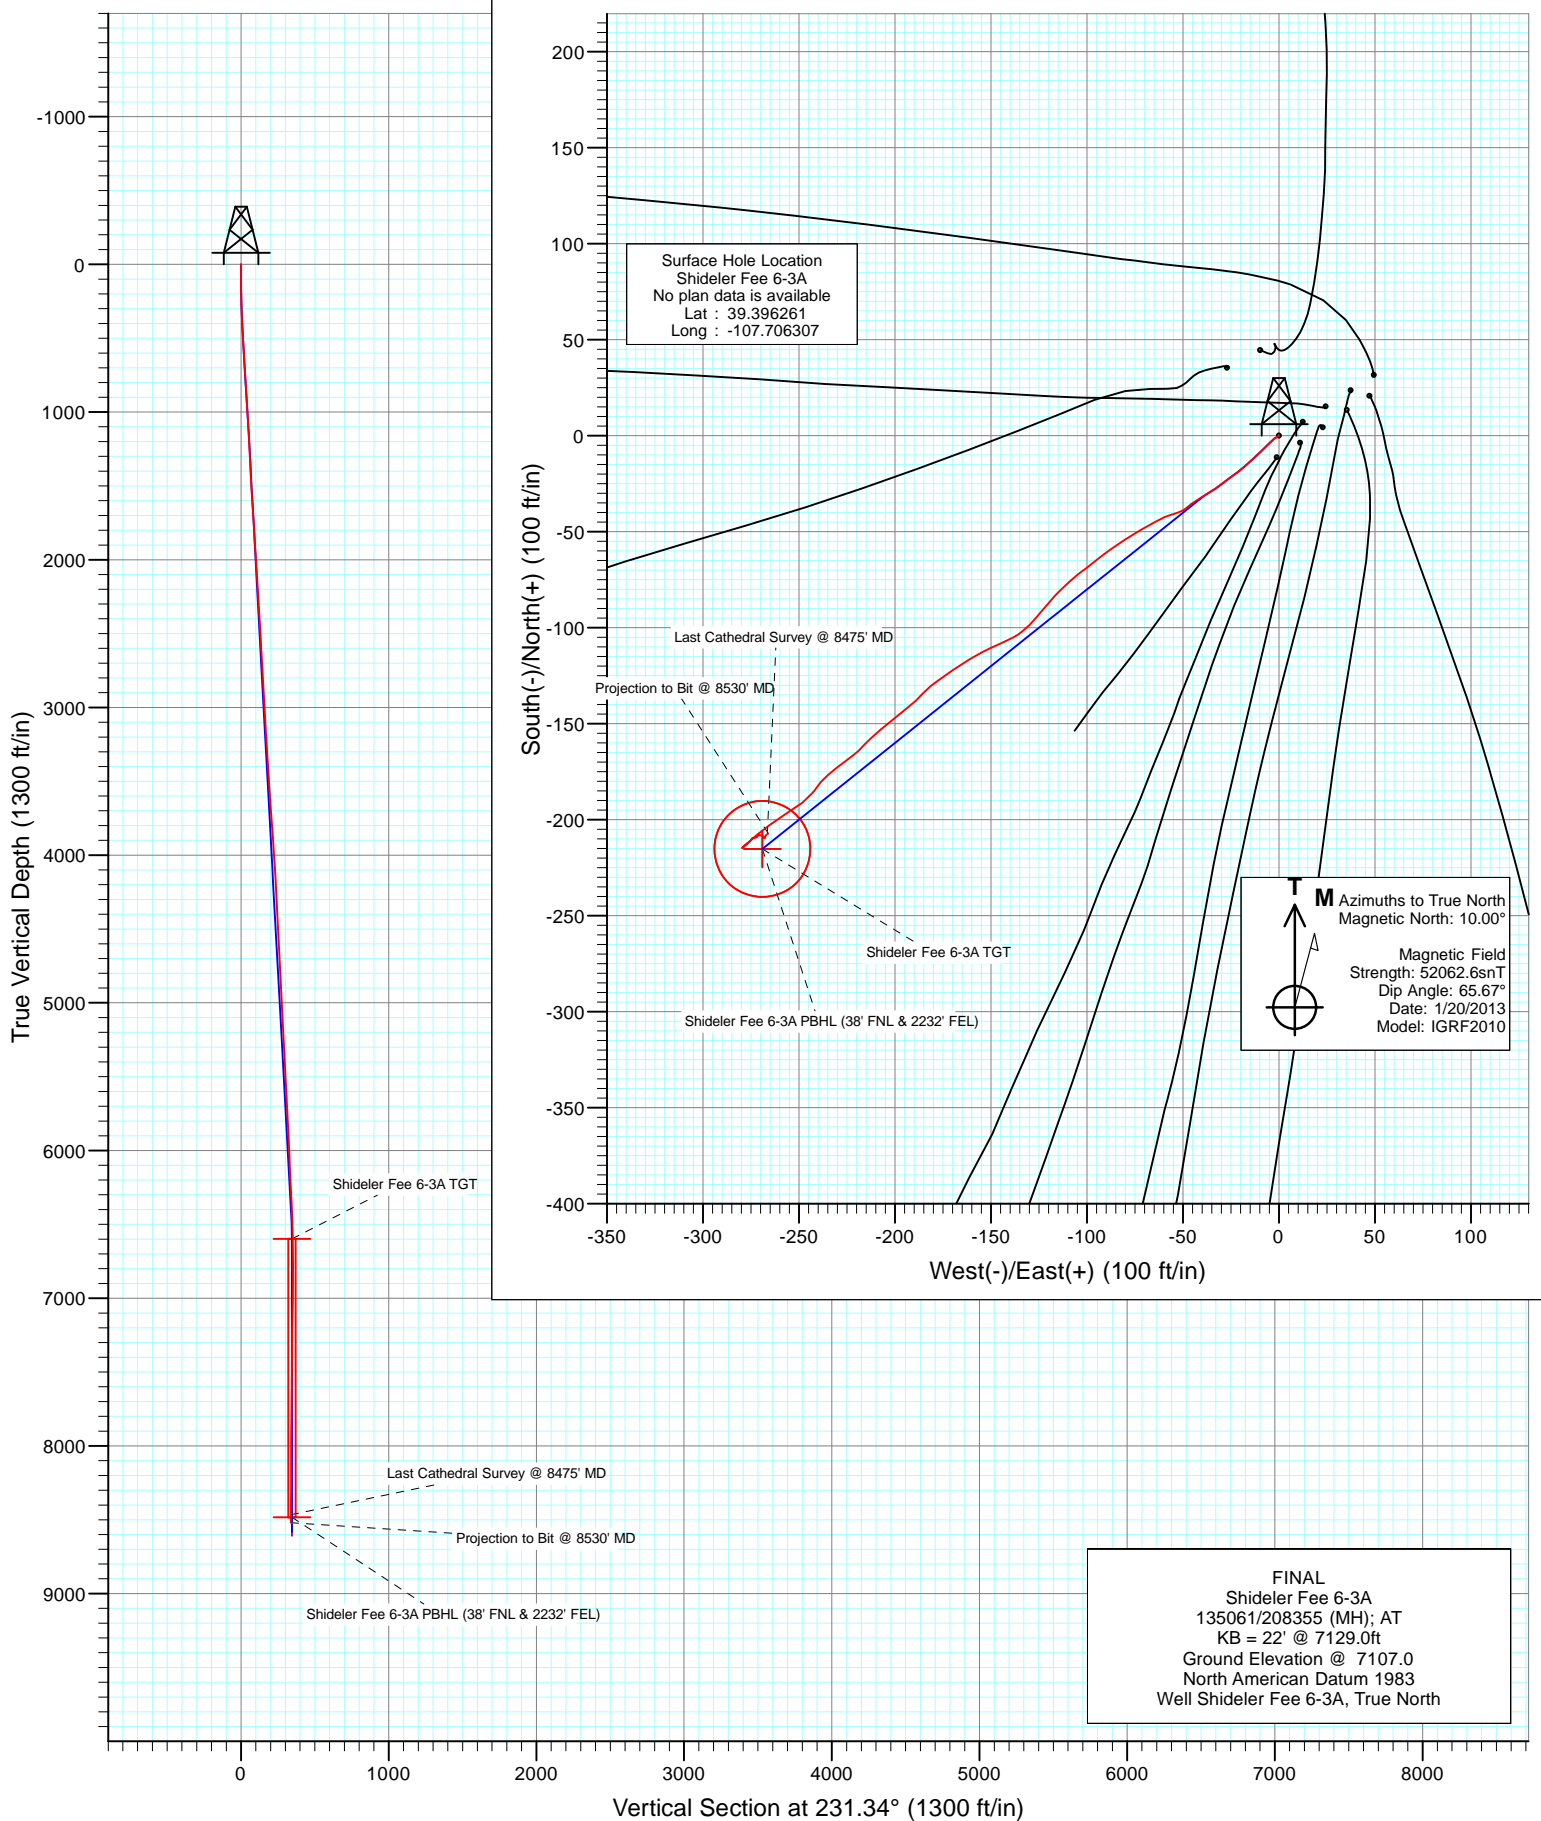 -1000
0
1000
2000
3000
4000
5000
6000
7000
8000
9000
True Vertical Depth (1300 ft/in)
0
1000
2000
3000
4000
5000
6000
7000
8000
Vertical Section at 231.34° (1300 ft/in)
Shideler Fee 6-3A TGT
Last Cathedral Survey @ 8475' MD
Projection to Bit @ 8530' MD
Shideler Fee 6-3A PBHL (38' FNL & 2232' FEL)
200
150
100
50
0
-50
-100
-150
-200
-250
-300
-350
-400
South(-)/North(+) (100 ft/in)
-350
-300
-250
-200
-150
-100
-50
0
50
100
West(-)/East(+) (100 ft/in)
Surface Hole Location
Shideler Fee 6-3A
No plan data is available
Lat : 39.396261
Long : -107.706307
Last Cathedral Survey @ 8475' MD
Projection to Bit @ 8530' MD
Shideler Fee 6-3A TGT
Shideler Fee 6-3A PBHL (38' FNL & 2232' FEL)
T
M Azimuths to True North
Magnetic North: 10.00°
Magnetic Field
Strength: 52062.6snT
Dip Angle: 65.67°
Date: 1/20/2013
Model: IGRF2010
FINAL
Shideler Fee 6-3A
135061/208355 (MH); AT
KB = 22' @ 7129.0ft
Ground Elevation @ 7107.0
North American Datum 1983
Well Shideler Fee 6-3A, True North